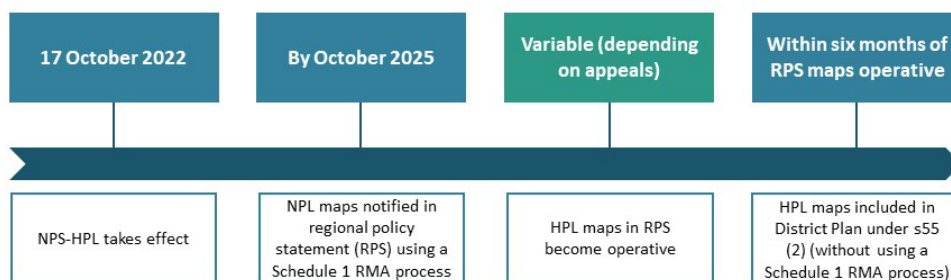 17 October 2022
By October 2025
Variable (depending
on appeals)
Within six months of
RPS maps operative
NPS-HPL takes effect
NPL maps notified in
regional policy
statement (RPS) using a
Schedule 1 RMA process
HPL maps in RPS
become operative
HPL maps included in
District Plan under s55
(2) (without using a
Schedule 1 RMA process)